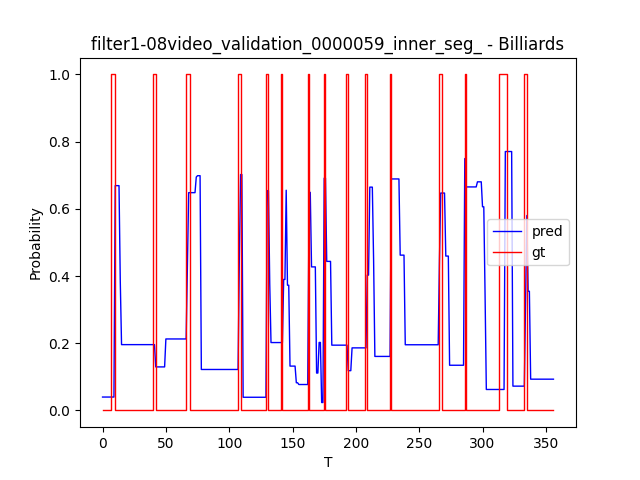 filter1-08video_validation_0000059_inner_seg_ - Billiards
1.0
0.8
0.6
0.4
0.2
0.0
Probability
pred
gt
0 50 100 150 200 250 300 350
T